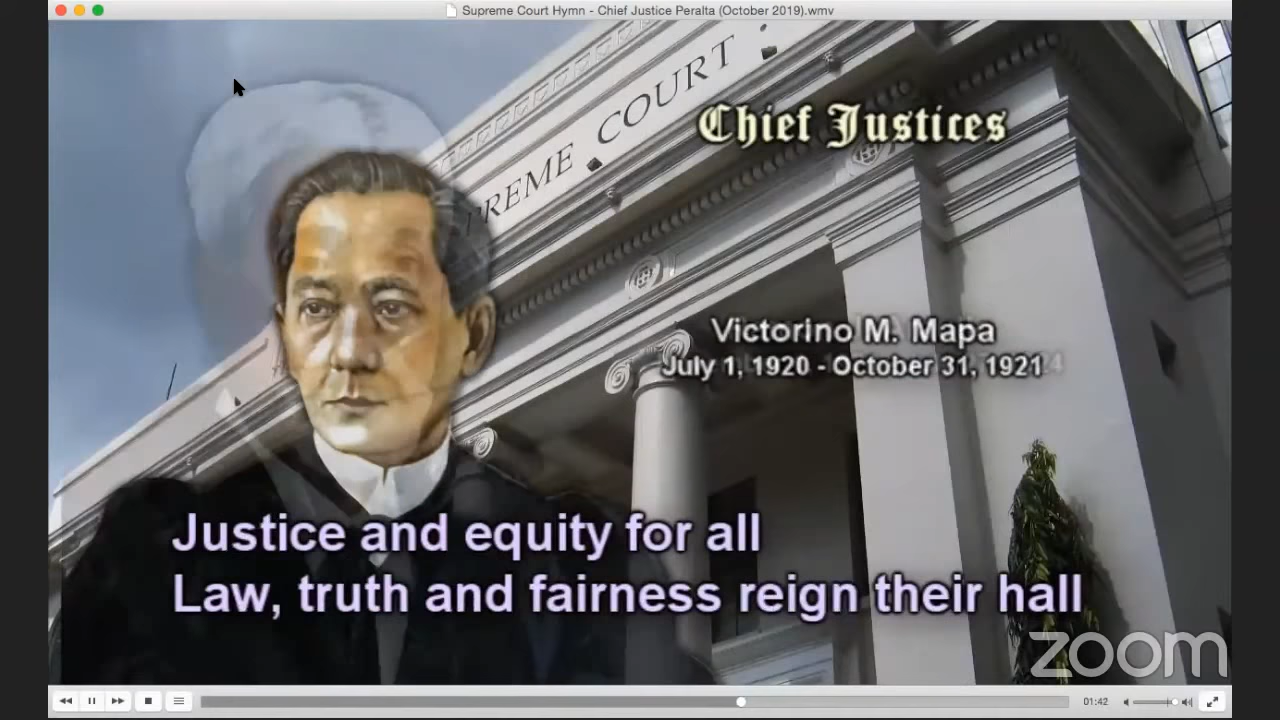 Supreme Court Hymn - Chief Justice Peralta (October 2019).wmv
PREME COURT
Chief Justices
Victorino M. Mapa
July 1, 1920 - October 31, 1921
Justice and equity for all
Law, truth and fairness reign their hall
zoom
01:42